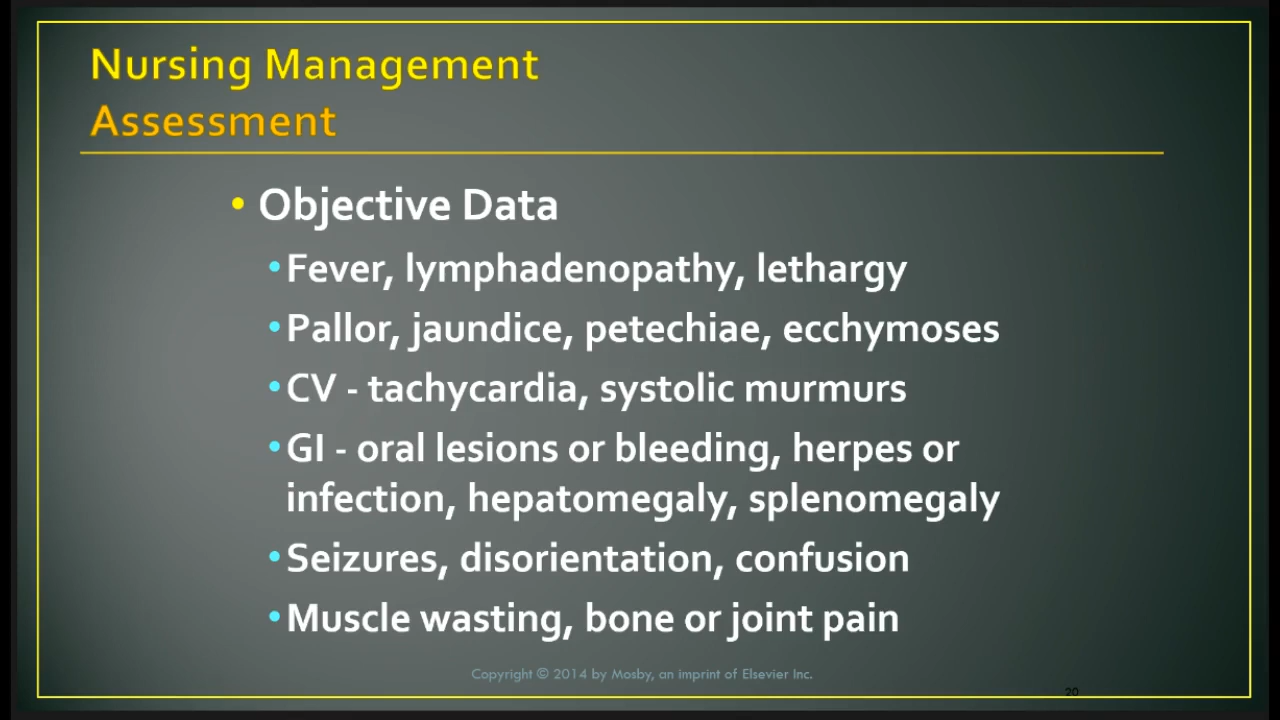 Nursing Management
Assessment
• Objective Data
•Fever, lymphadenopathy, lethargy
•Pallor, jaundice, petechiae, ecchymoses
•CV - tachycardia, systolic murmurs
•GI - oral lesions or bleeding, herpes or
infection, hepatomegaly, splenomegaly
•Seizures, disorientation, confusion
•Muscle wasting, bone or joint pain
Copyright © 2014 by Mosby, an imprint of Elsevier Inc.
20